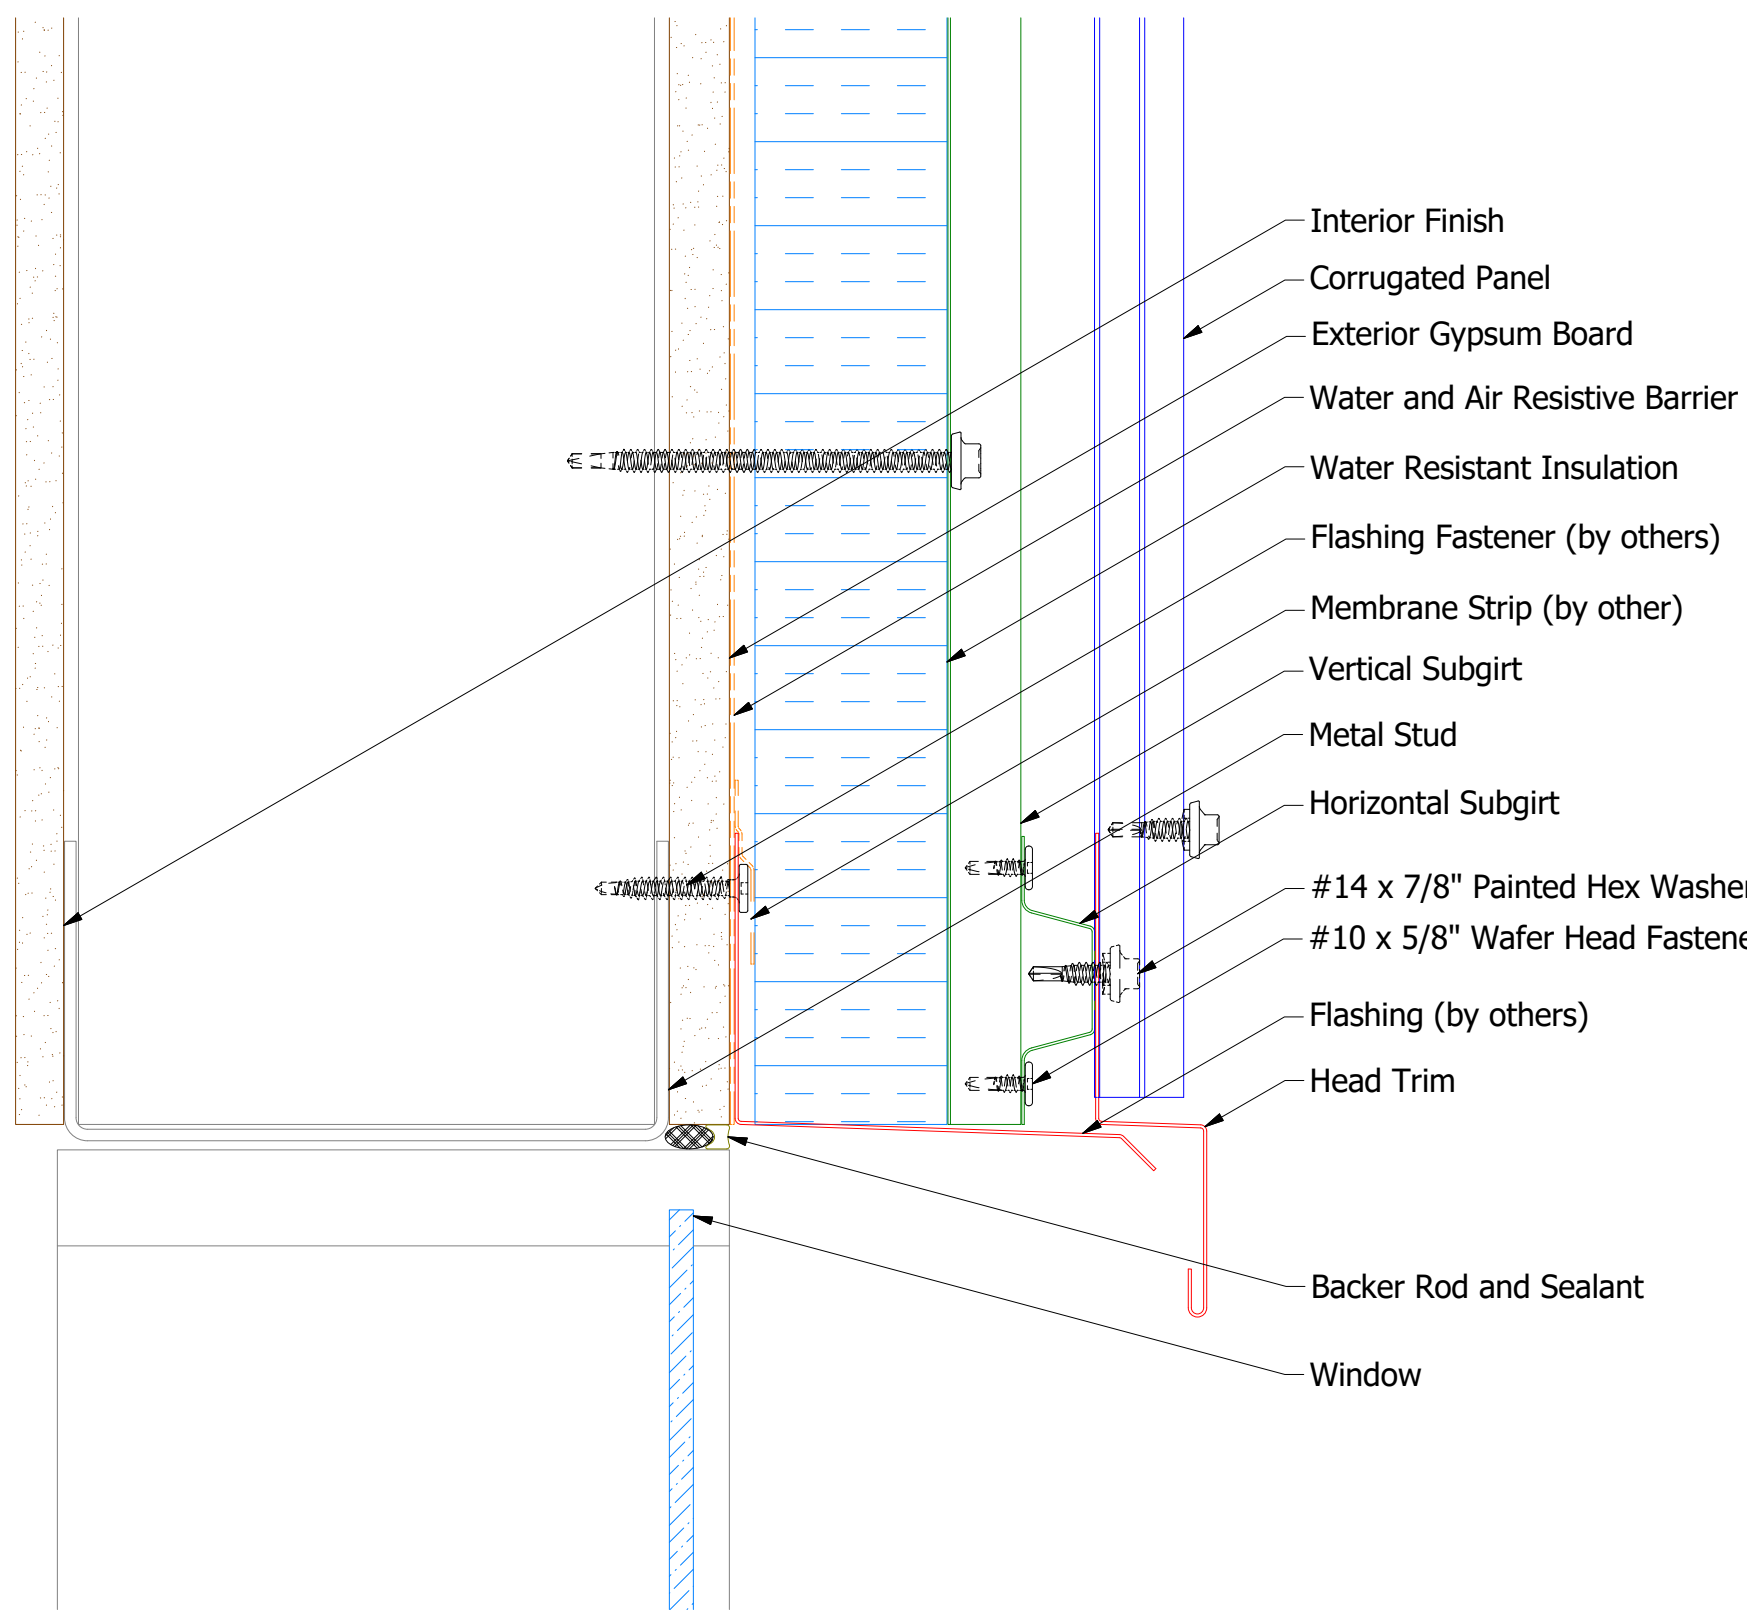 Interior Finish
Corrugated Panel
Exterior Gypsum Board
Water and Air Resistive Barrier
Water Resistant Insulation
Flashing Fastener (by others)
Membrane Strip (by other)
Vertical Subgirt
Metal Stud
Horizontal Subgirt
#14 x 7/8" Painted Hex Washer
#10 x 5/8" Wafer Head
Flashing (by others)
Head Trim
Backer Rod and Sealant
Window